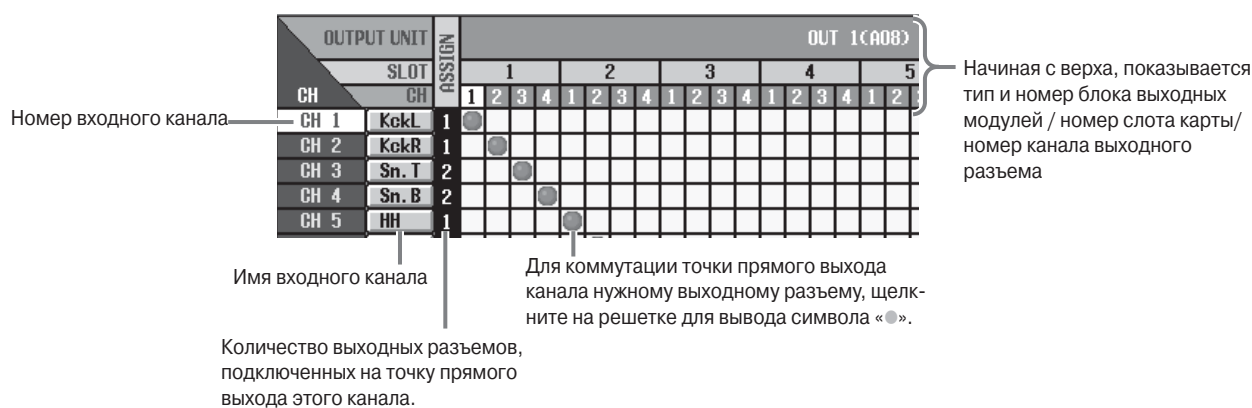 OUTPUT UNIT ASSIGN OUT 1(A08)
SLOT 1 2 3 4 5
CH CH 1 2 3 4 1 2 3 4 1 2 3 4 1 2 3 4 1 2
CH 1 KckL 1
CH 2 KckR 1
CH 3 Sn.T 2
CH 4 Sn.B 2
CH 5 HH 1
Номер входного канала
Начиная с верха, показывается
тип и номер блока выходных
модулей / номер слота карты/
номер канала выходного
разъема
Имя входного канала
Для коммутации точки прямого выхода
канала нужному выходному разъему, щелк-
ните на решетке для вывода символа «●».
Количество выходных разъемов,
подключенных на точку прямого
выхода этого канала.